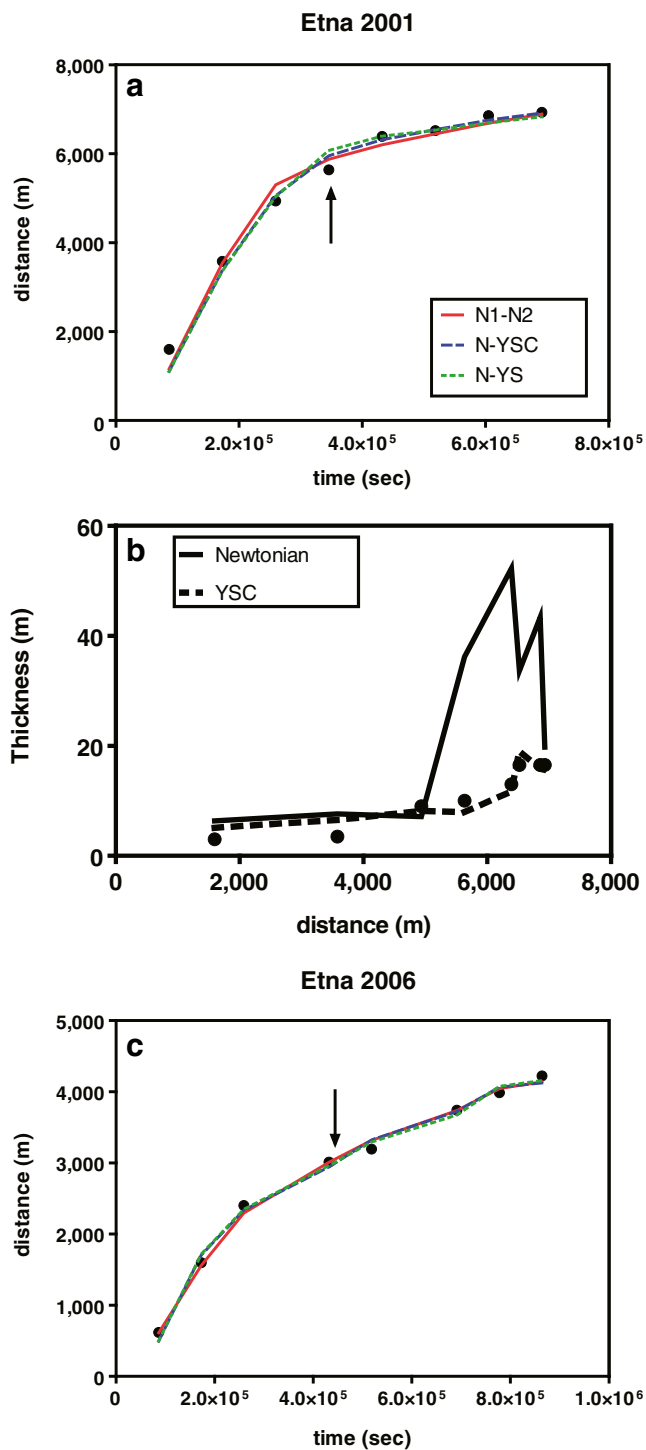 Etna 2001
a
8,000
6,000
4,000
2,000
0
distance (m)
N1-N2
N-YSC
N-YS
0
2.0×10⁵
4.0×10⁵
6.0×10⁵
8.0×10⁵
time (sec)
b
60
40
20
0
Thickness (m)
Newtonian
YSC
0
2,000
4,000
6,000
8,000
distance (m)
Etna 2006
c
5,000
4,000
3,000
2,000
1,000
0
distance (m)
0
2.0×10⁵
4.0×10⁵
6.0×10⁵
8.0×10⁵
1.0×10⁶
time (sec)